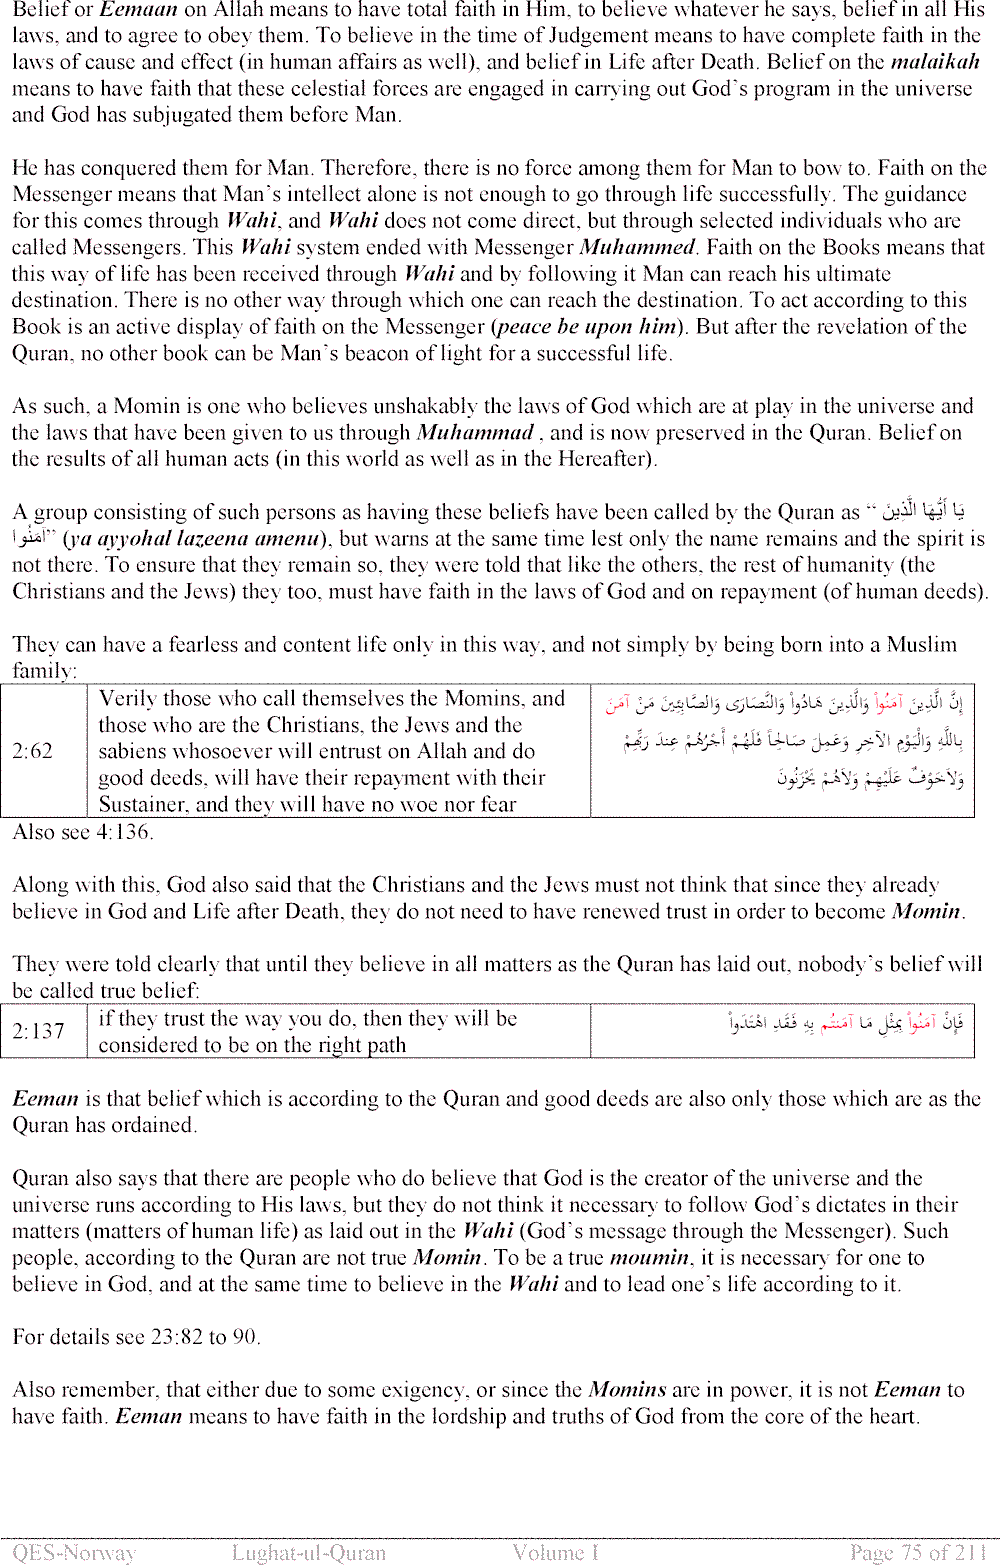 Belief or Eemaan on Allah means to have total faith in Him, to believe whatever he says, belief in all His
laws, and to agree to obey them. To believe in the time of Judgement means to have complete faith in the
laws of cause and effect (in human affairs as well), and belief in Life after Death. Belief on the malaikah
means to have faith that these celestial forces are engaged in carrying out God's program in the universe
and God has subjugated them before Man.
He has conquered them for Man. Therefore, there is no force among them for Man to bow to. Faith on the
Messenger means that Man's intellect alone is not enough to go through life successfully. The guidance
for this comes through Wahi, and Wahi does not come direct, but through selected individuals who are
called Messengers. This Wahi system ended with Messenger Muhammed. Faith on the Books means that
this way of life has been received through Wahi and by following it Man can reach his ultimate
destination. There is no other way through which one can reach the destination. To act according to this
Book is an active display of faith on the Messenger (peace be upon him). But after the revelation of the
Quran, no other book can be Man's beacon of light for a successful life.
As such, a Momin is one who believes unshakably the laws of God which are at play in the universe and
the laws that have been given to us through Muhammad , and is now preserved in the Quran. Belief on
the results of all human acts (in this world as well as in the Hereafter).
A group consisting of such persons as having these beliefs have been called by the Quran as “ يَا أَيُّهَا الَّذِينَ
آمَنُوا” (ya ayyohal lazeena amenu), but warns at the same time lest only the name remains and the spirit is
not there. To ensure that they remain so, they were told that like the others, the rest of humanity (the
Christians and the Jews) they too, must have faith in the laws of God and on repayment (of human deeds).
They can have a fearless and content life only in this way, and not simply by being born into a Muslim
family:
2:62
Verily those who call themselves the Momins, and
those who are the Christians, the Jews and the
sabiens whosoever will entrust on Allah and do
good deeds, will have their repayment with their
Sustainer, and they will have no woe nor fear
إِنَّ الَّذِينَ آمَنُواْ وَالَّذِينَ هَادُواْ وَالنَّصَارَى وَالصَّابِئِينَ مَنْ آمَنَ
بِاللَّهِ وَالْيَوْمِ الآخِرِ وَعَمِلَ صَالِحاً فَلَهُمْ أَجْرُهُمْ عِندَ رَبِّهِمْ
وَلاَخَوْفٌ عَلَيْهِمْ وَلاَهُمْ يَحْزَنُونَ
Also see 4:136.
Along with this, God also said that the Christians and the Jews must not think that since they already
believe in God and Life after Death, they do not need to have renewed trust in order to become Momin.
They were told clearly that until they believe in all matters as the Quran has laid out, nobody's belief will
be called true belief:
2:137
if they trust the way you do, then they will be
considered to be on the right path
فَإِنْ آمَنُواْ بِمِثْلِ مَا آمَنتُم بِهِ فَقَدِ اهْتَدَواْ
Eeman is that belief which is according to the Quran and good deeds are also only those which are as the
Quran has ordained.
Quran also says that there are people who do believe that God is the creator of the universe and the
universe runs according to His laws, but they do not think it necessary to follow God's dictates in their
matters (matters of human life) as laid out in the Wahi (God's message through the Messenger). Such
people, according to the Quran are not true Momin. To be a true moumin, it is necessary for one to
believe in God, and at the same time to believe in the Wahi and to lead one's life according to it.
For details see 23:82 to 90.
Also remember, that either due to some exigency, or since the Momins are in power, it is not Eeman to
have faith. Eeman means to have faith in the lordship and truths of God from the core of the heart.
QES-Norway Lughat-ul-Quran Volume I Page 75 of 211